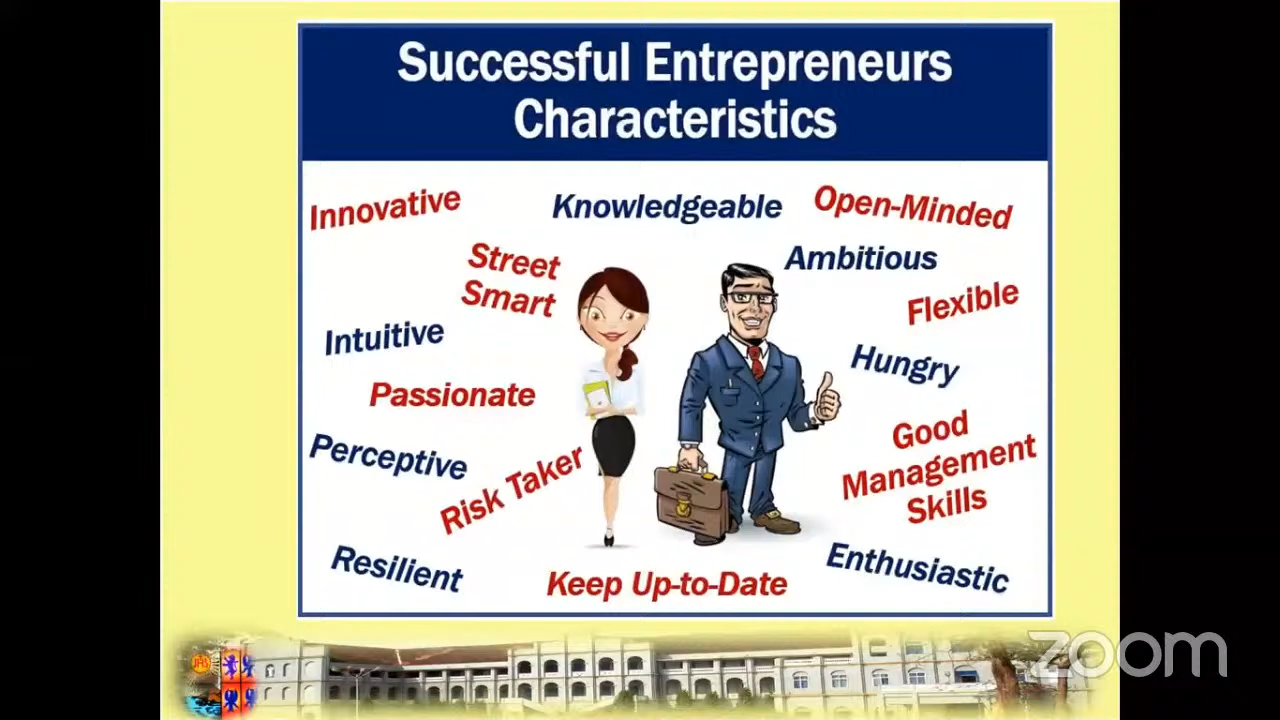 Successful Entrepreneurs
Characteristics
Innovative
Knowledgeable
Open-Minded
Street
Smart
Ambitious
Flexible
Intuitive
Hungry
Passionate
Good
Management
Skills
Perceptive
Risk Taker
Resilient
Keep Up-to-Date
Enthusiastic
zoom